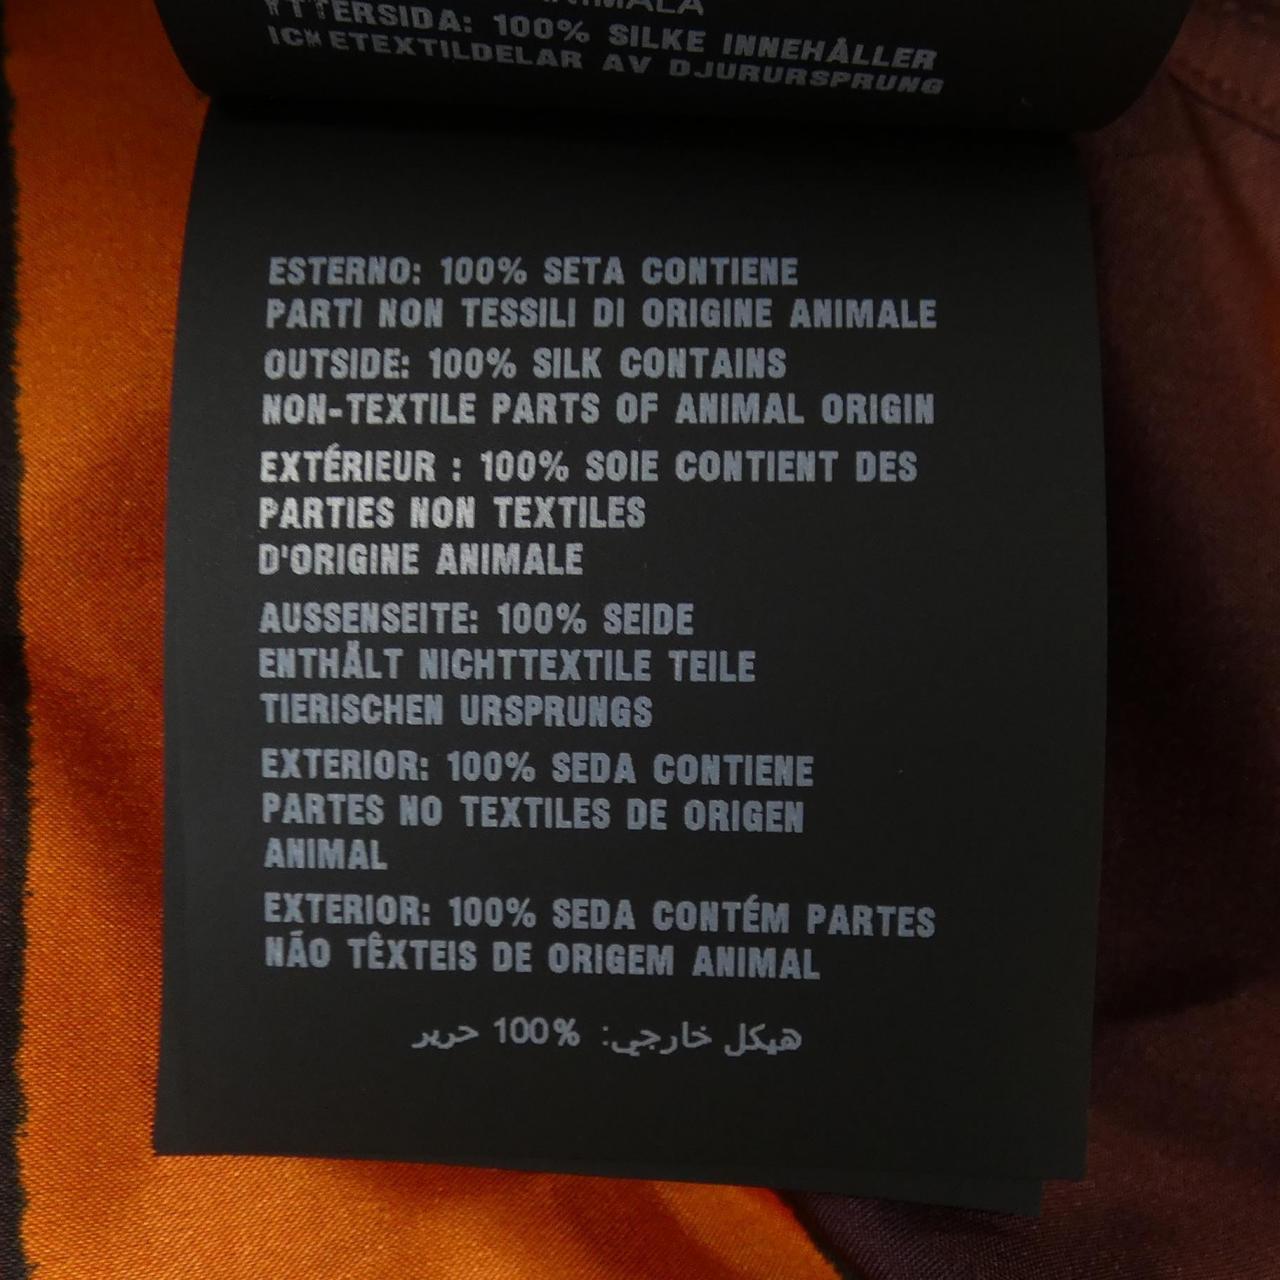 YTTERSIDA: 100% SILKE INNEHÅLLER
ICKETEXTILDELAR AV DJURURSPRUNG
ESTERNO: 100% SETA CONTIENE
PARTI NON TESSILI DI ORIGINE ANIMALE
OUTSIDE: 100% SILK CONTAINS
NON-TEXTILE PARTS OF ANIMAL ORIGIN
EXTÉRIEUR : 100% SOIE CONTIENT DES
PARTIES NON TEXTILES
D'ORIGINE ANIMALE
AUSSENSEITE: 100% SEIDE
ENTHÄLT NICHTTEXTILE TEILE
TIERISCHEN URSPRUNGS
EXTERIOR: 100% SEDA CONTIENE
PARTES NO TEXTILES DE ORIGEN
ANIMAL
EXTERIOR: 100% SEDA CONTÉM PARTES
NÃO TÊXTEIS DE ORIGEM ANIMAL
هيكل خارجي: 100% حرير